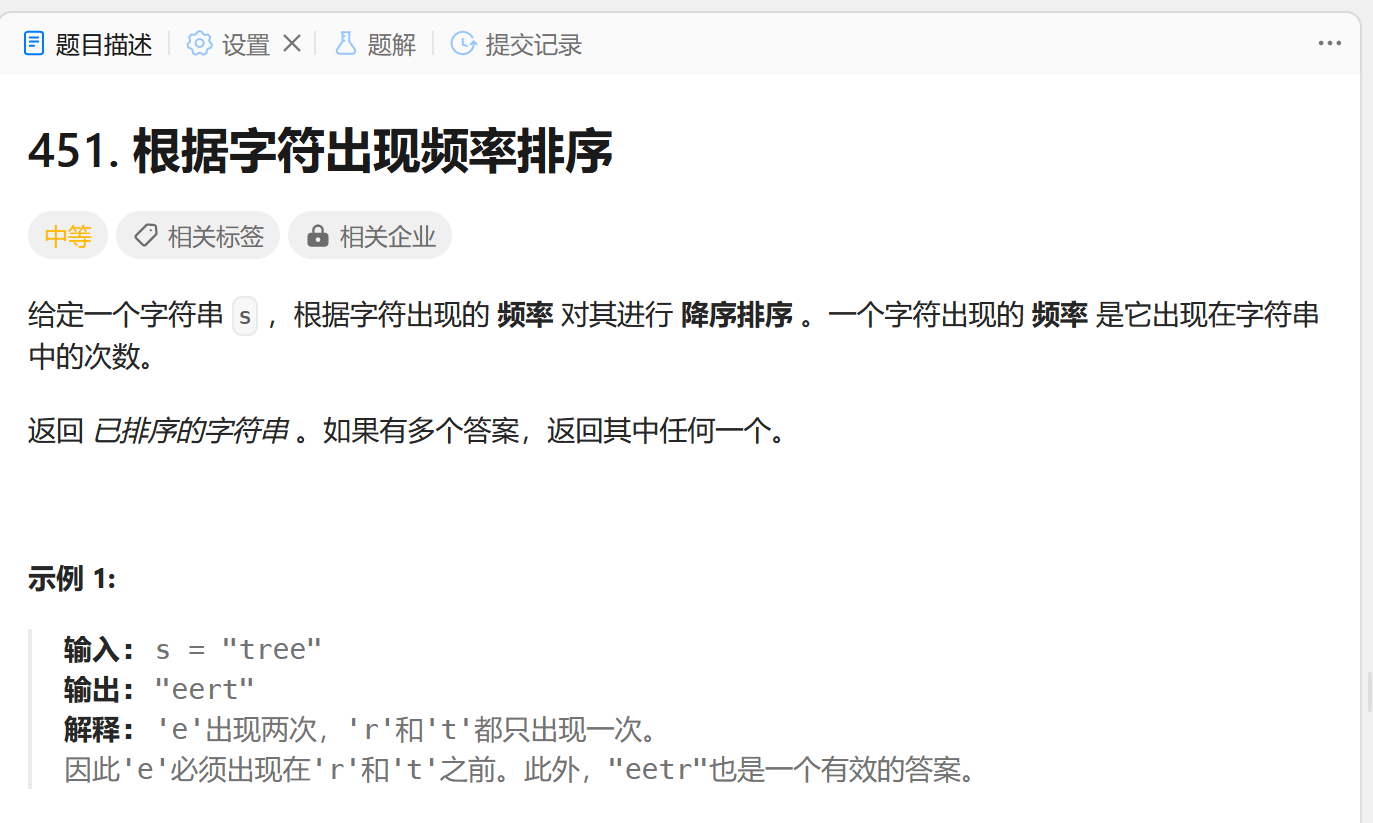 题目描述 设置 题解 提交记录
451. 根据字符出现频率排序
中等 相关标签 相关企业
给定一个字符串 s ，根据字符出现的 频率 对其进行 降序排序 。一个字符出现的 频率 是它出现在字符串
中的次数。
返回 已排序的字符串 。如果有多个答案，返回其中任何一个。
示例 1:
输入: s = "tree"
输出: "eert"
解释: 'e'出现两次，'r'和't'都只出现一次。
因此'e'必须出现在'r'和't'之前。此外，"eetr"也是一个有效的答案。